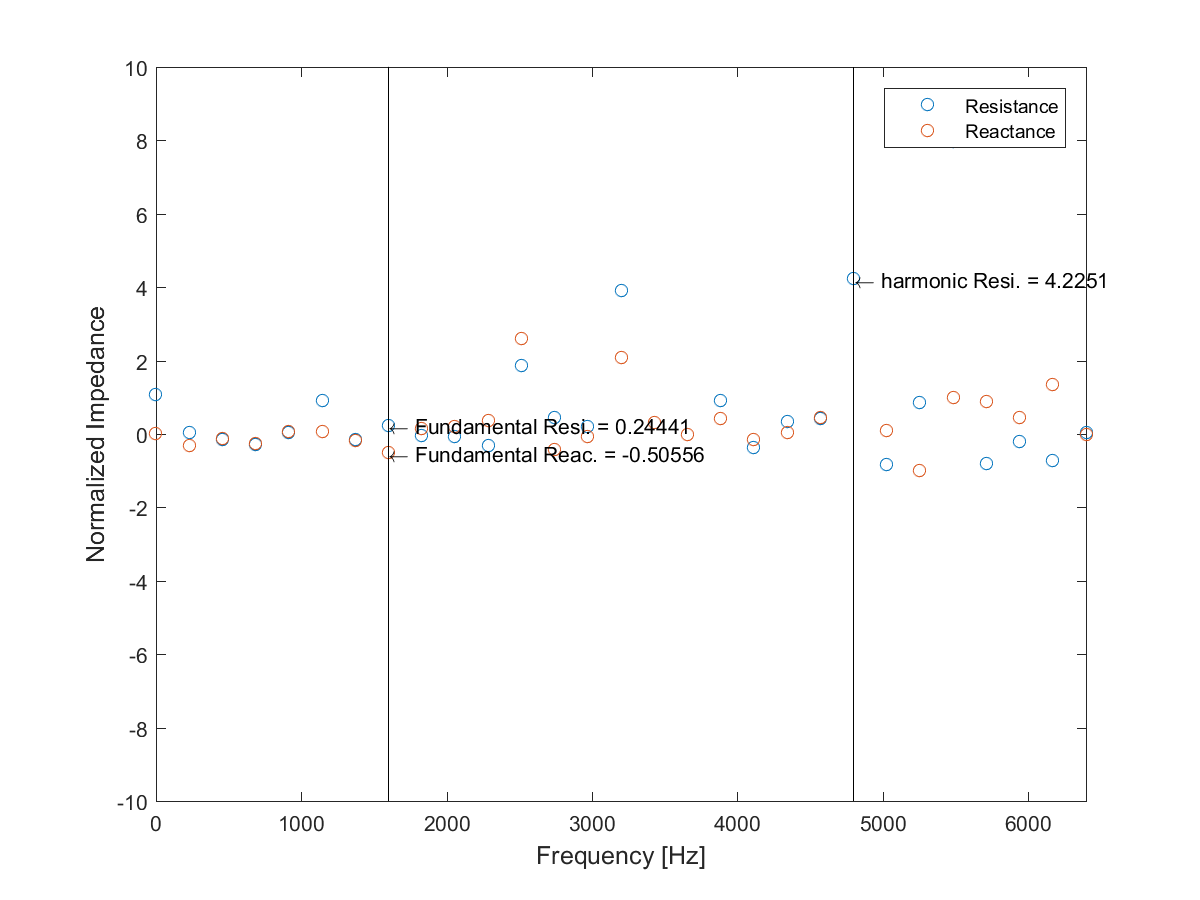 10
8
6
4
2
0
-2
-4
-6
-8
-10
Normalized Impedance
Resistance
Reactance
harmonic Resi. = 4.2251
Fundamental Resi. = 0.24441
Fundamental Reac. = -0.50556
0 1000 2000 3000 4000 5000 6000
Frequency [Hz]